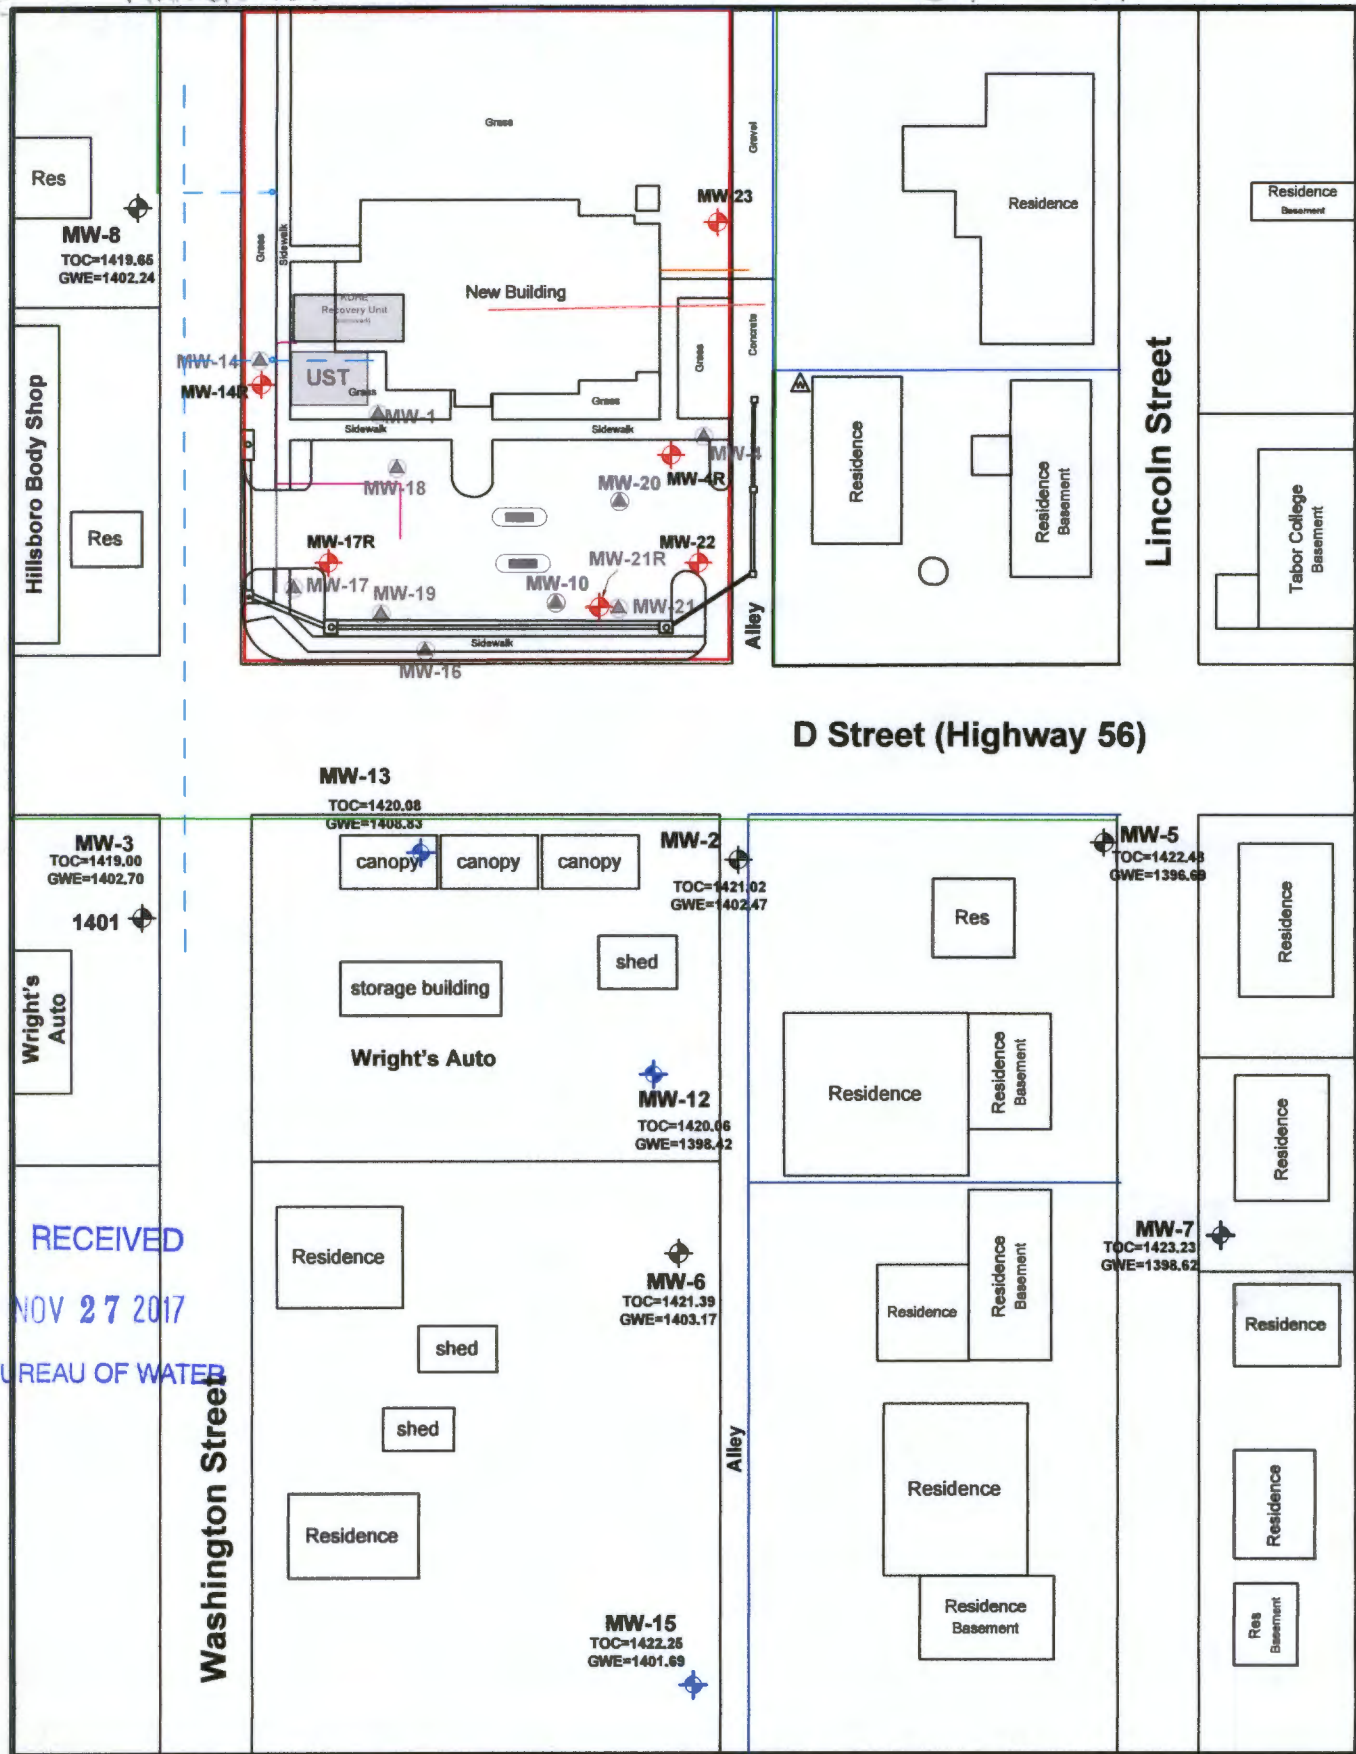 Grass
Gravel
Res
MW-8
TOC=1419.65
GWE=1402.24
Grass
Sidewalk
MW-23
Residence
Residence
Basement
New Building
KDHE
Recovery Unit
(removed)
Concrete
Grass
MW-14
MW-14R
UST
Grass
MW-1
Grass
Sidewalk
Sidewalk
MW-4
MW-4R
MW-18
MW-20
Hillsboro Body Shop
Res
MW-17R
MW-17
MW-19
MW-10
MW-21R
MW-22
MW-21
Sidewalk
MW-16
Alley
Residence
Residence
Basement
Lincoln Street
Tabor College
Basement
D Street (Highway 56)
MW-13
TOC=1420.08
GWE=1408.83
MW-3
TOC=1419.00
GWE=1402.70
1401
canopy
canopy
canopy
MW-2
TOC=1421.02
GWE=1402.47
MW-5
TOC=1422.48
GWE=1396.69
Res
Residence
Wright's
Auto
storage building
shed
Wright's Auto
MW-12
TOC=1420.06
GWE=1398.42
Residence
Residence
Basement
Residence
RECEIVED
NOV 27 2017
UREAU OF WATER
Residence
MW-6
TOC=1421.39
GWE=1403.17
Residence
Residence
Basement
MW-7
TOC=1423.23
GWE=1398.62
Residence
shed
shed
Washington Street
Residence
Alley
Residence
Residence
Basement
Residence
Res
Basement
MW-15
TOC=1422.25
GWE=1401.69